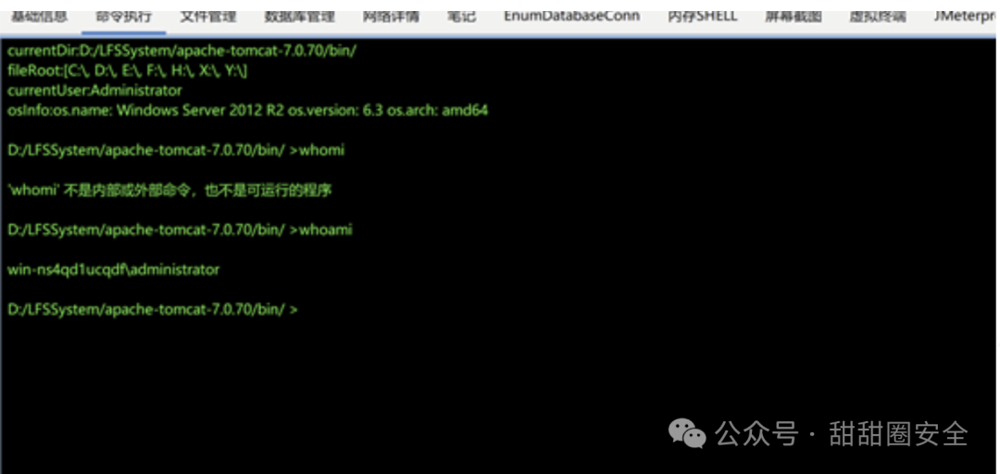 基础信息 命令执行 文件管理 数据库管理 网络详情 笔记 EnumDatabaseConn 内存SHELL 屏幕截图 虚拟终端 JMeterpr
currentDir:D:/LFSSystem/apache-tomcat-7.0.70/bin/
fileRoot:[C:\, D:\, E:\, F:\, H:\, X:\, Y:\]
currentUser:Administrator
osInfo:os.name: Windows Server 2012 R2 os.version: 6.3 os.arch: amd64
D:/LFSSystem/apache-tomcat-7.0.70/bin/ >whomi
'whomi' 不是内部或外部命令，也不是可运行的程序
D:/LFSSystem/apache-tomcat-7.0.70/bin/ >whoami
win-ns4qd1ucqdf\administrator
D:/LFSSystem/apache-tomcat-7.0.70/bin/ >
公众号 · 甜甜圈安全